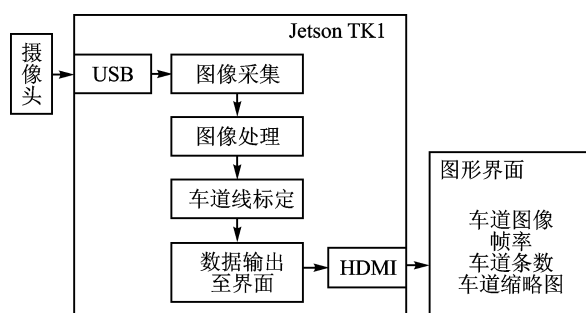 Jetson TK1
摄像头
USB
图像采集
图像处理
车道线标定
数据输出
至界面
HDMI
图形界面
车道图像
帧率
车道条数
车道缩略图